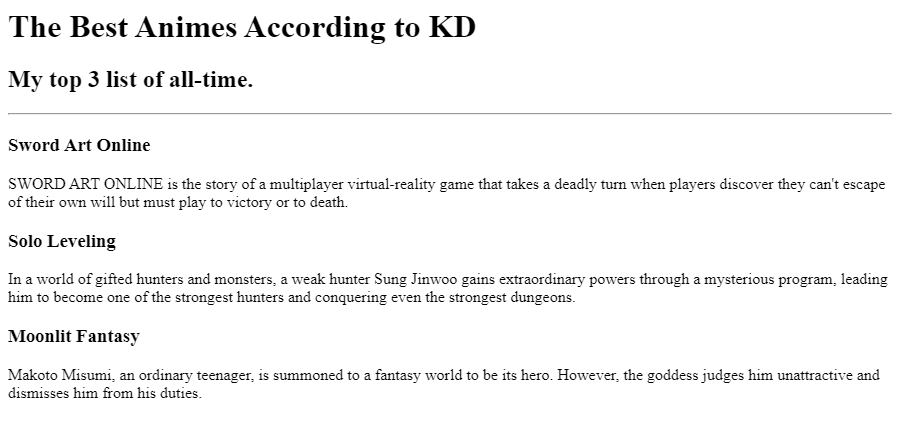 The Best Animes According to KD
My top 3 list of all-time.
Sword Art Online
SWORD ART ONLINE is the story of a multiplayer virtual-reality game that takes a deadly turn when players discover they can't escape
of their own will but must play to victory or to death.
Solo Leveling
In a world of gifted hunters and monsters, a weak hunter Sung Jinwoo gains extraordinary powers through a mysterious program, leading
him to become one of the strongest hunters and conquering even the strongest dungeons.
Moonlit Fantasy
Makoto Misumi, an ordinary teenager, is summoned to a fantasy world to be its hero. However, the goddess judges him unattractive and
dismisses him from his duties.